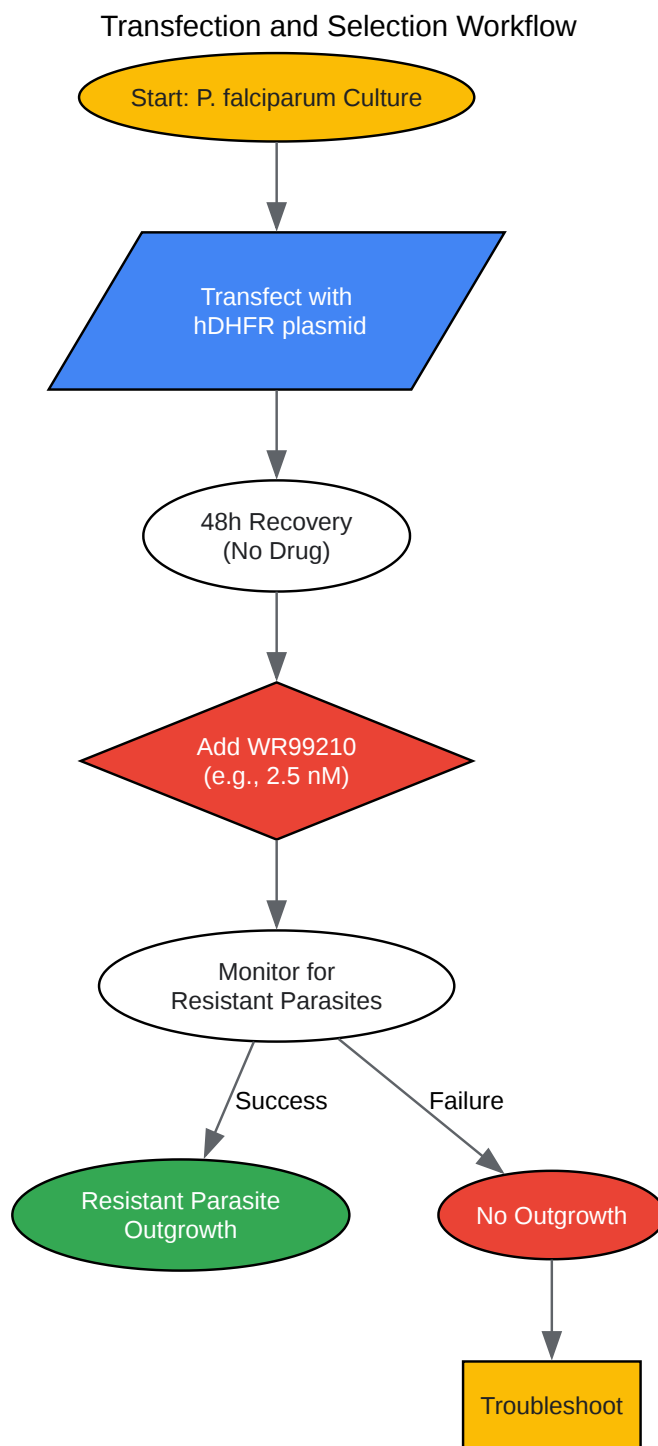 Transfection and Selection Workflow
Start: P. falciparum Culture
Transfect with
hDHFR plasmid
48h Recovery
(No Drug)
Add WR99210
(e.g., 2.5 nM)
Monitor for
Resistant Parasites
Success
Failure
Resistant Parasite
Outgrowth
No Outgrowth
Troubleshoot